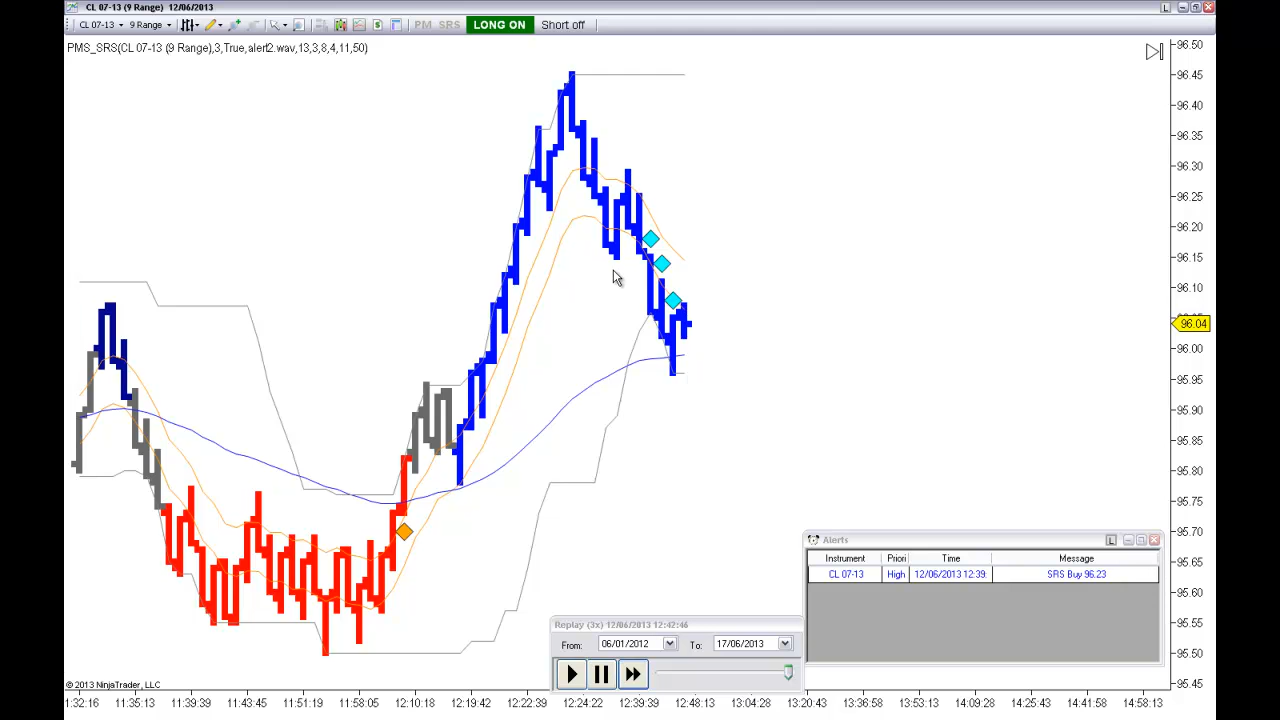 CL 07-13 (9 Range) 12/06/2013
CL 07-13 9 Range PM SRS LONG ON Short off
PMS_SRS(CL 07-13 (9 Range),3,True,alert2.wav,13,3,8,4,11,50)
96.50
96.45
96.40
96.35
96.30
96.25
96.20
96.15
96.10
96.04
96.00
95.95
95.90
95.85
95.80
95.75
95.70
95.65
95.60
95.55
95.50
95.45
Alerts
Instrument Priori Time Message
CL 07-13 High 12/06/2013 12:39: SRS Buy 96.23
Replay (3x) 12/06/2013 12:42:46
From: 06/01/2012 To: 17/06/2013
© 2013 NinjaTrader, LLC
1:32:16 11:35:13 11:43:45 11:51:19 11:58:05 12:10:18 12:19:42 12:24:22 12:39:38 12:48:13 13:04:28 13:20:43 13:36:58 13:53:13 14:09:28 14:25:43 14:41:58 14:58:13